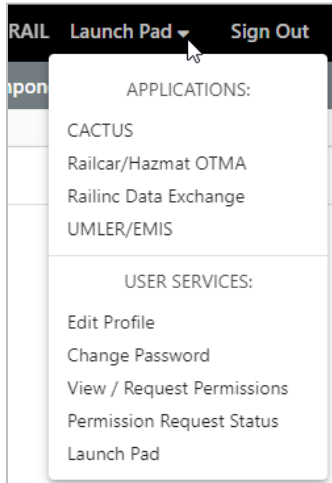 RAIL Launch Pad Sign Out
APPLICATIONS:
CACTUS
Railcar/Hazmat OTMA
Railinc Data Exchange
UMLER/EMIS
USER SERVICES:
Edit Profile
Change Password
View / Request Permissions
Permission Request Status
Launch Pad